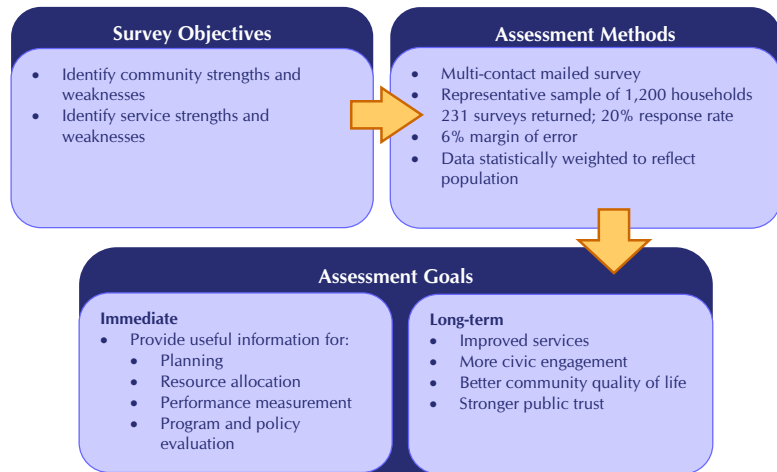 Survey Objectives
• Identify community strengths and
weaknesses
• Identify service strengths and
weaknesses
Assessment Methods
• Multi-contact mailed survey
• Representative sample of 1,200 households
• 231 surveys returned; 20% response rate
• 6% margin of error
• Data statistically weighted to reflect
population
Assessment Goals
Immediate
• Provide useful information for:
• Planning
• Resource allocation
• Performance measurement
• Program and policy
evaluation
Long-term
• Improved services
• More civic engagement
• Better community quality of life
• Stronger public trust